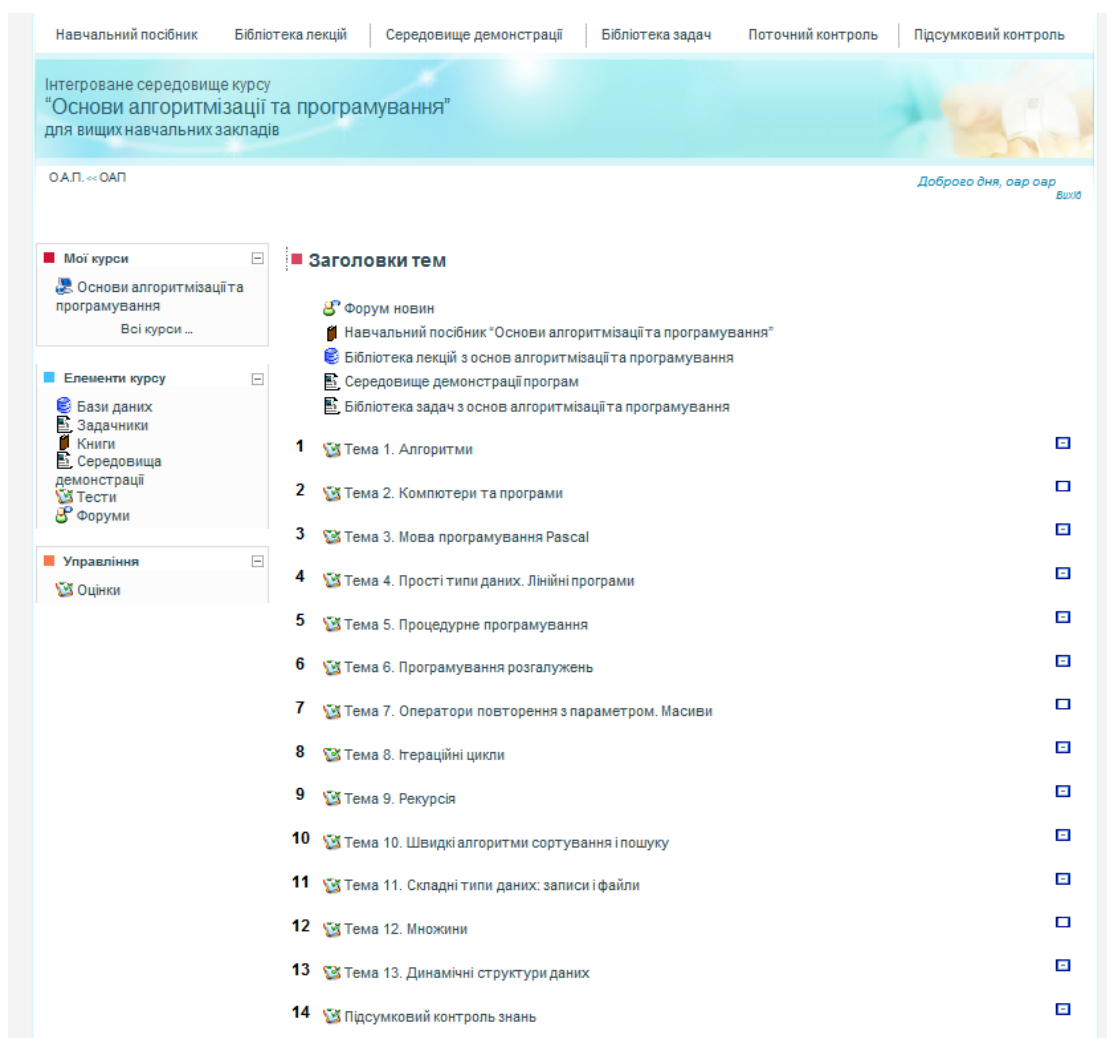 Навчальний посібник Бібліотека лекцій Середовище демонстрації Бібліотека задач Поточний контроль Підсумковий контроль
Інтегроване середовище курсу
“Основи алгоритмізації та програмування”
для вищих навчальних закладів
О.А.П. << ОАП
Доброго дня, oap oap
Вихід
Мої курси
Основи алгоритмізації та
програмування
Всі курси ...
Елементи курсу
Бази даних
Задачники
Книги
Середовища
демонстрації
Тести
Форуми
Управління
Оцінки
Заголовки тем
Форум новин
Навчальний посібник “Основи алгоритмізації та програмування”
Бібліотека лекцій з основ алгоритмізації та програмування
Середовище демонстрації програм
Бібліотека задач з основ алгоритмізації та програмування
1 Тема 1. Алгоритми
2 Тема 2. Компютери та програми
3 Тема 3. Мова програмування Pascal
4 Тема 4. Прості типи даних. Лінійні програми
5 Тема 5. Процедурне програмування
6 Тема 6. Програмування розгалужень
7 Тема 7. Оператори повторення з параметром. Масиви
8 Тема 8. Ітераційні цикли
9 Тема 9. Рекурсія
10 Тема 10. Швидкі алгоритми сортування і пошуку
11 Тема 11. Складні типи даних: записи і файли
12 Тема 12. Множини
13 Тема 13. Динамічні структури даних
14 Підсумковий контроль знань